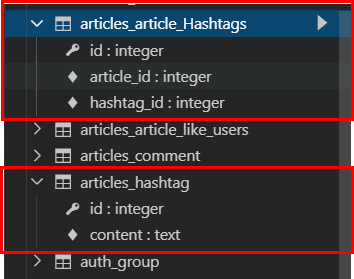 articles_article_Hashtags
id : integer
article_id : integer
hashtag_id : integer
articles_article_like_users
articles_comment
articles_hashtag
id : integer
content : text
auth_group